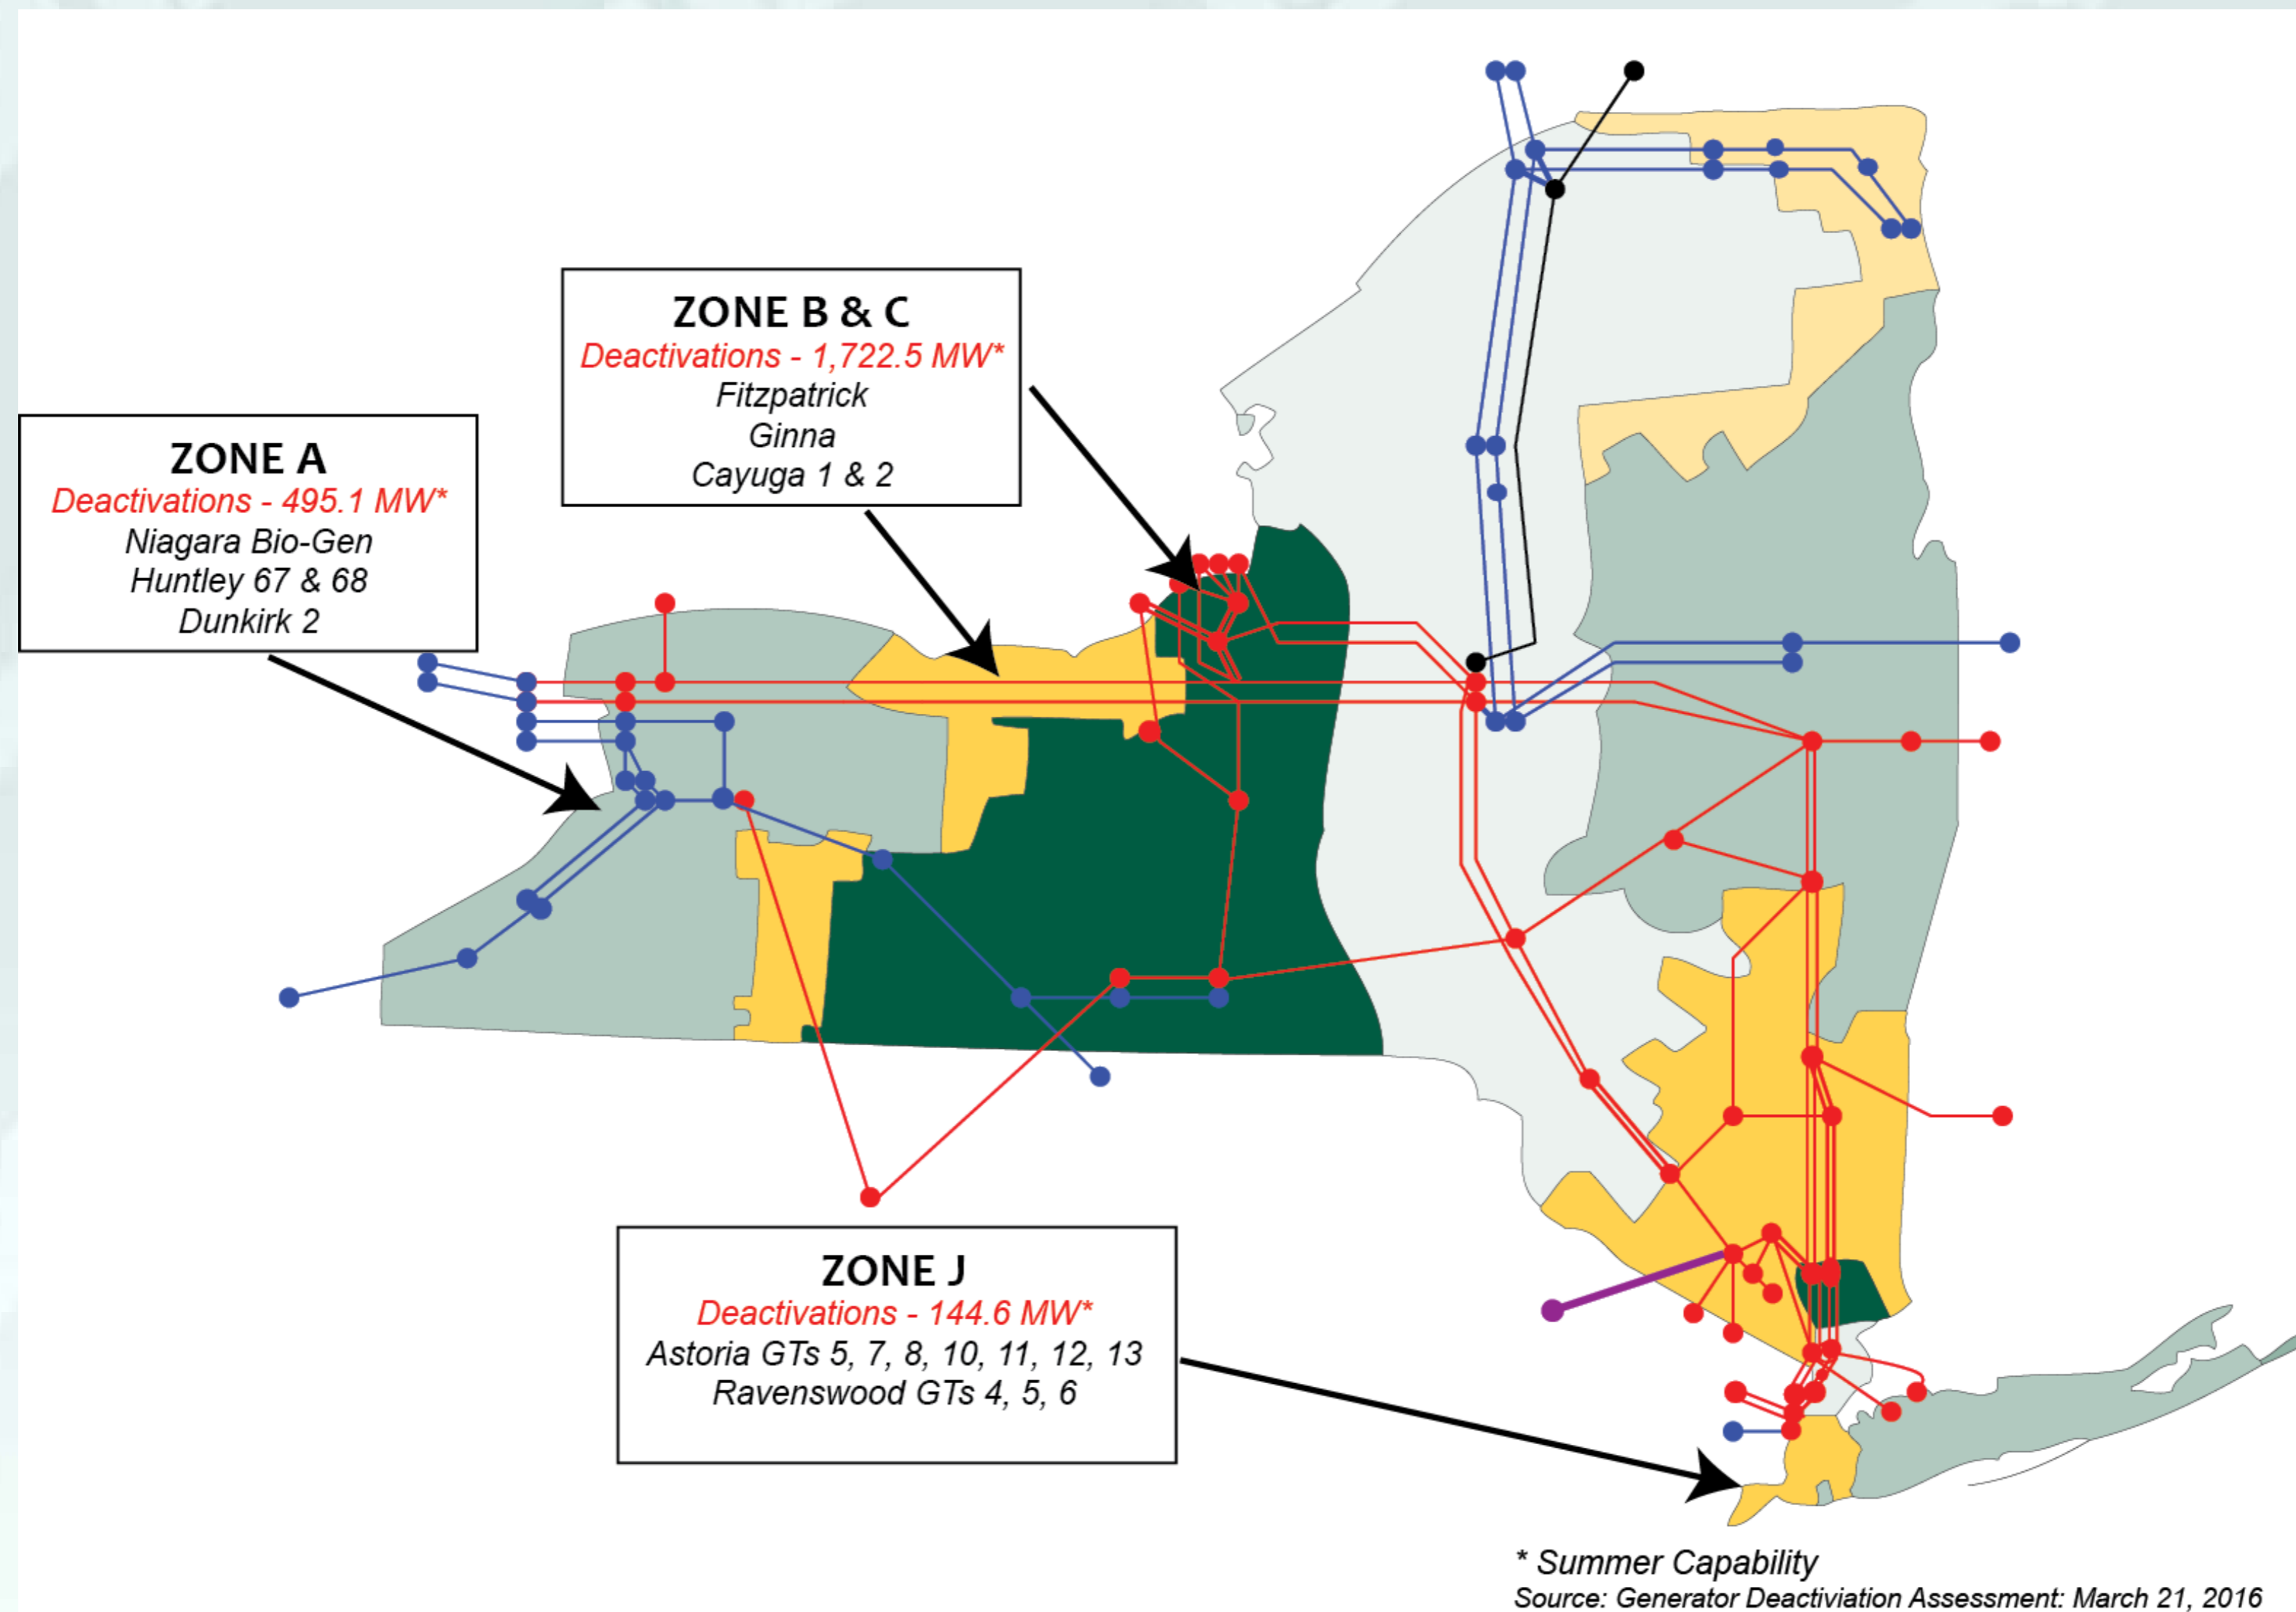 ZONE B & C
Deactivations - 1,722.5 MW*
Fitzpatrick
Ginna
Cayuga 1 & 2
ZONE A
Deactivations - 495.1 MW*
Niagara Bio-Gen
Huntley 67 & 68
Dunkirk 2
ZONE J
Deactivations - 144.6 MW*
Astoria GTs 5, 7, 8, 10, 11, 12, 13
Ravenswood GTs 4, 5, 6
* Summer Capability
Source: Generator Deactiviation Assessment: March 21, 2016